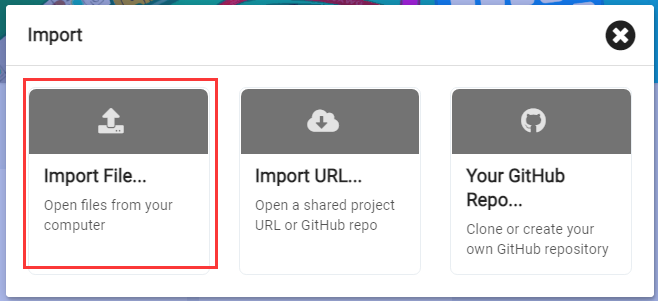 Import
Import File...
Open files from your
computer
Import URL...
Open a shared project
URL or GitHub repo
Your GitHub
Repo...
Clone or create your
own GitHub repository